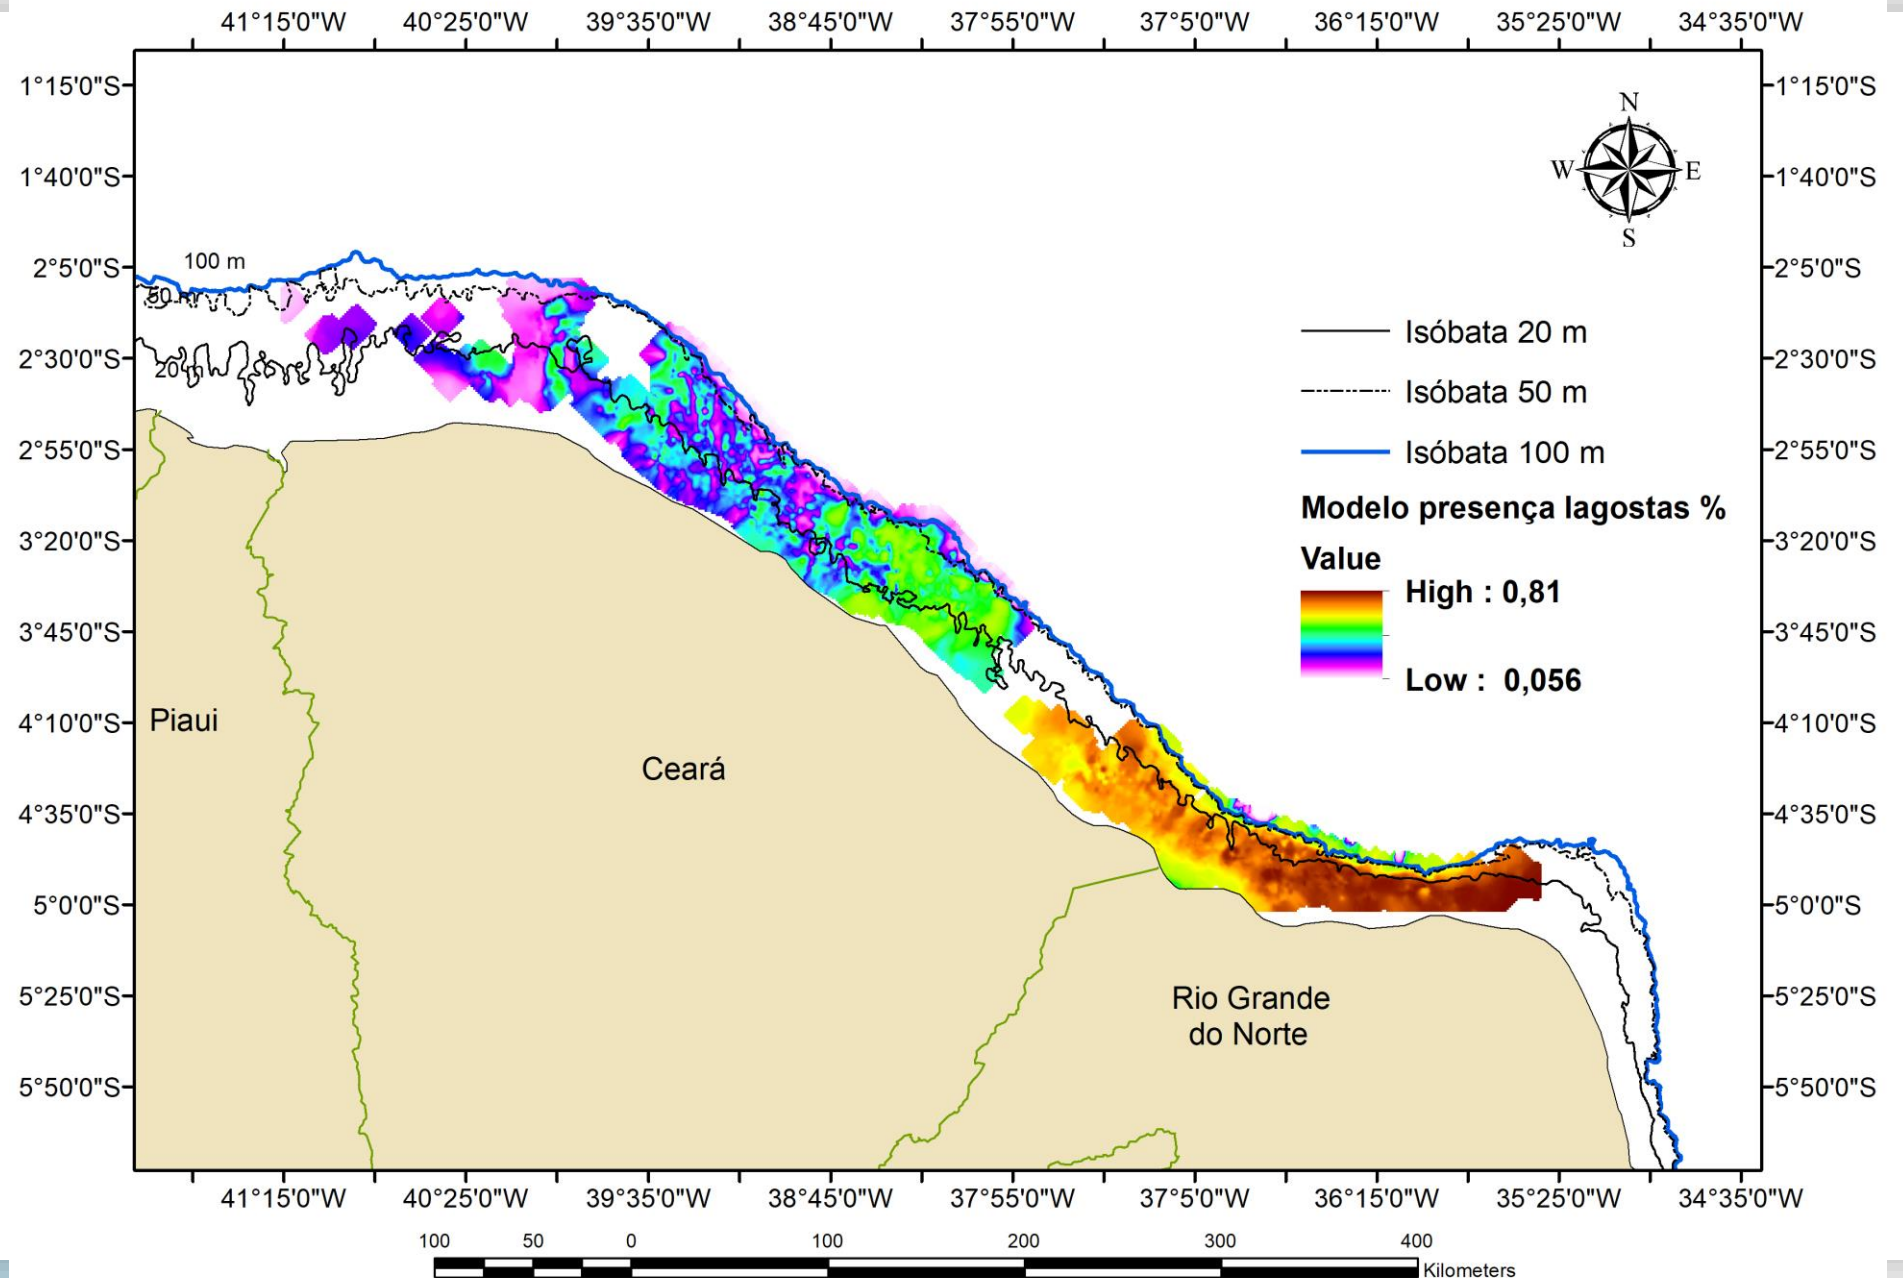 41°15'0"W 40°25'0"W 39°35'0"W 38°45'0"W 37°55'0"W 37°5'0"W 36°15'0"W 35°25'0"W 34°35'0"W
1°15'0"S 1°15'0"S
N
1°40'0"S W E 1°40'0"S
S
100 m
2°5'0"S 2°5'0"S
50 m
Isóbata 20 m
2°30'0"S 2°30'0"S
20
Isóbata 50 m
2°55'0"S Isóbata 100 m 2°55'0"S
Modelo presença lagostas %
3°20'0"S 3°20'0"S
Value
High : 0,81
3°45'0"S 3°45'0"S
Low : 0,056
Piaui
4°10'0"S 4°10'0"S
Ceará
4°35'0"S 4°35'0"S
5°0'0"S 5°0'0"S
5°25'0"S Rio Grande 5°25'0"S
do Norte
5°50'0"S 5°50'0"S
41°15'0"W 40°25'0"W 39°35'0"W 38°45'0"W 37°55'0"W 37°5'0"W 36°15'0"W 35°25'0"W 34°35'0"W
100 50 0 100 200 300 400
Kilometers